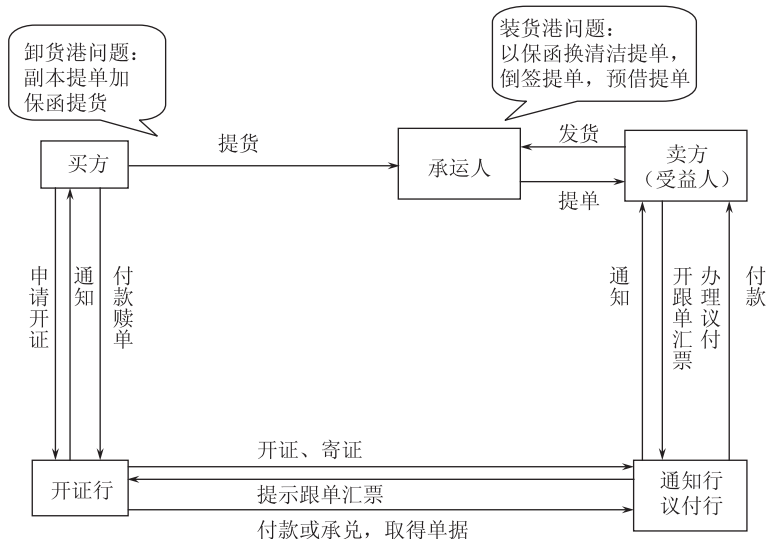 卸货港问题：
副本提单加
保函提货
装货港问题：
以保函换清洁提单，
倒签提单，预借提单
买方
提货
承运人
发货
提单
卖方
（受益人）
申请开证
通知
付款赎单
通知
开跟单汇票
办理议付
付款
开证行
开证、寄证
提示跟单汇票
付款或承兑，取得单据
通知行
议付行